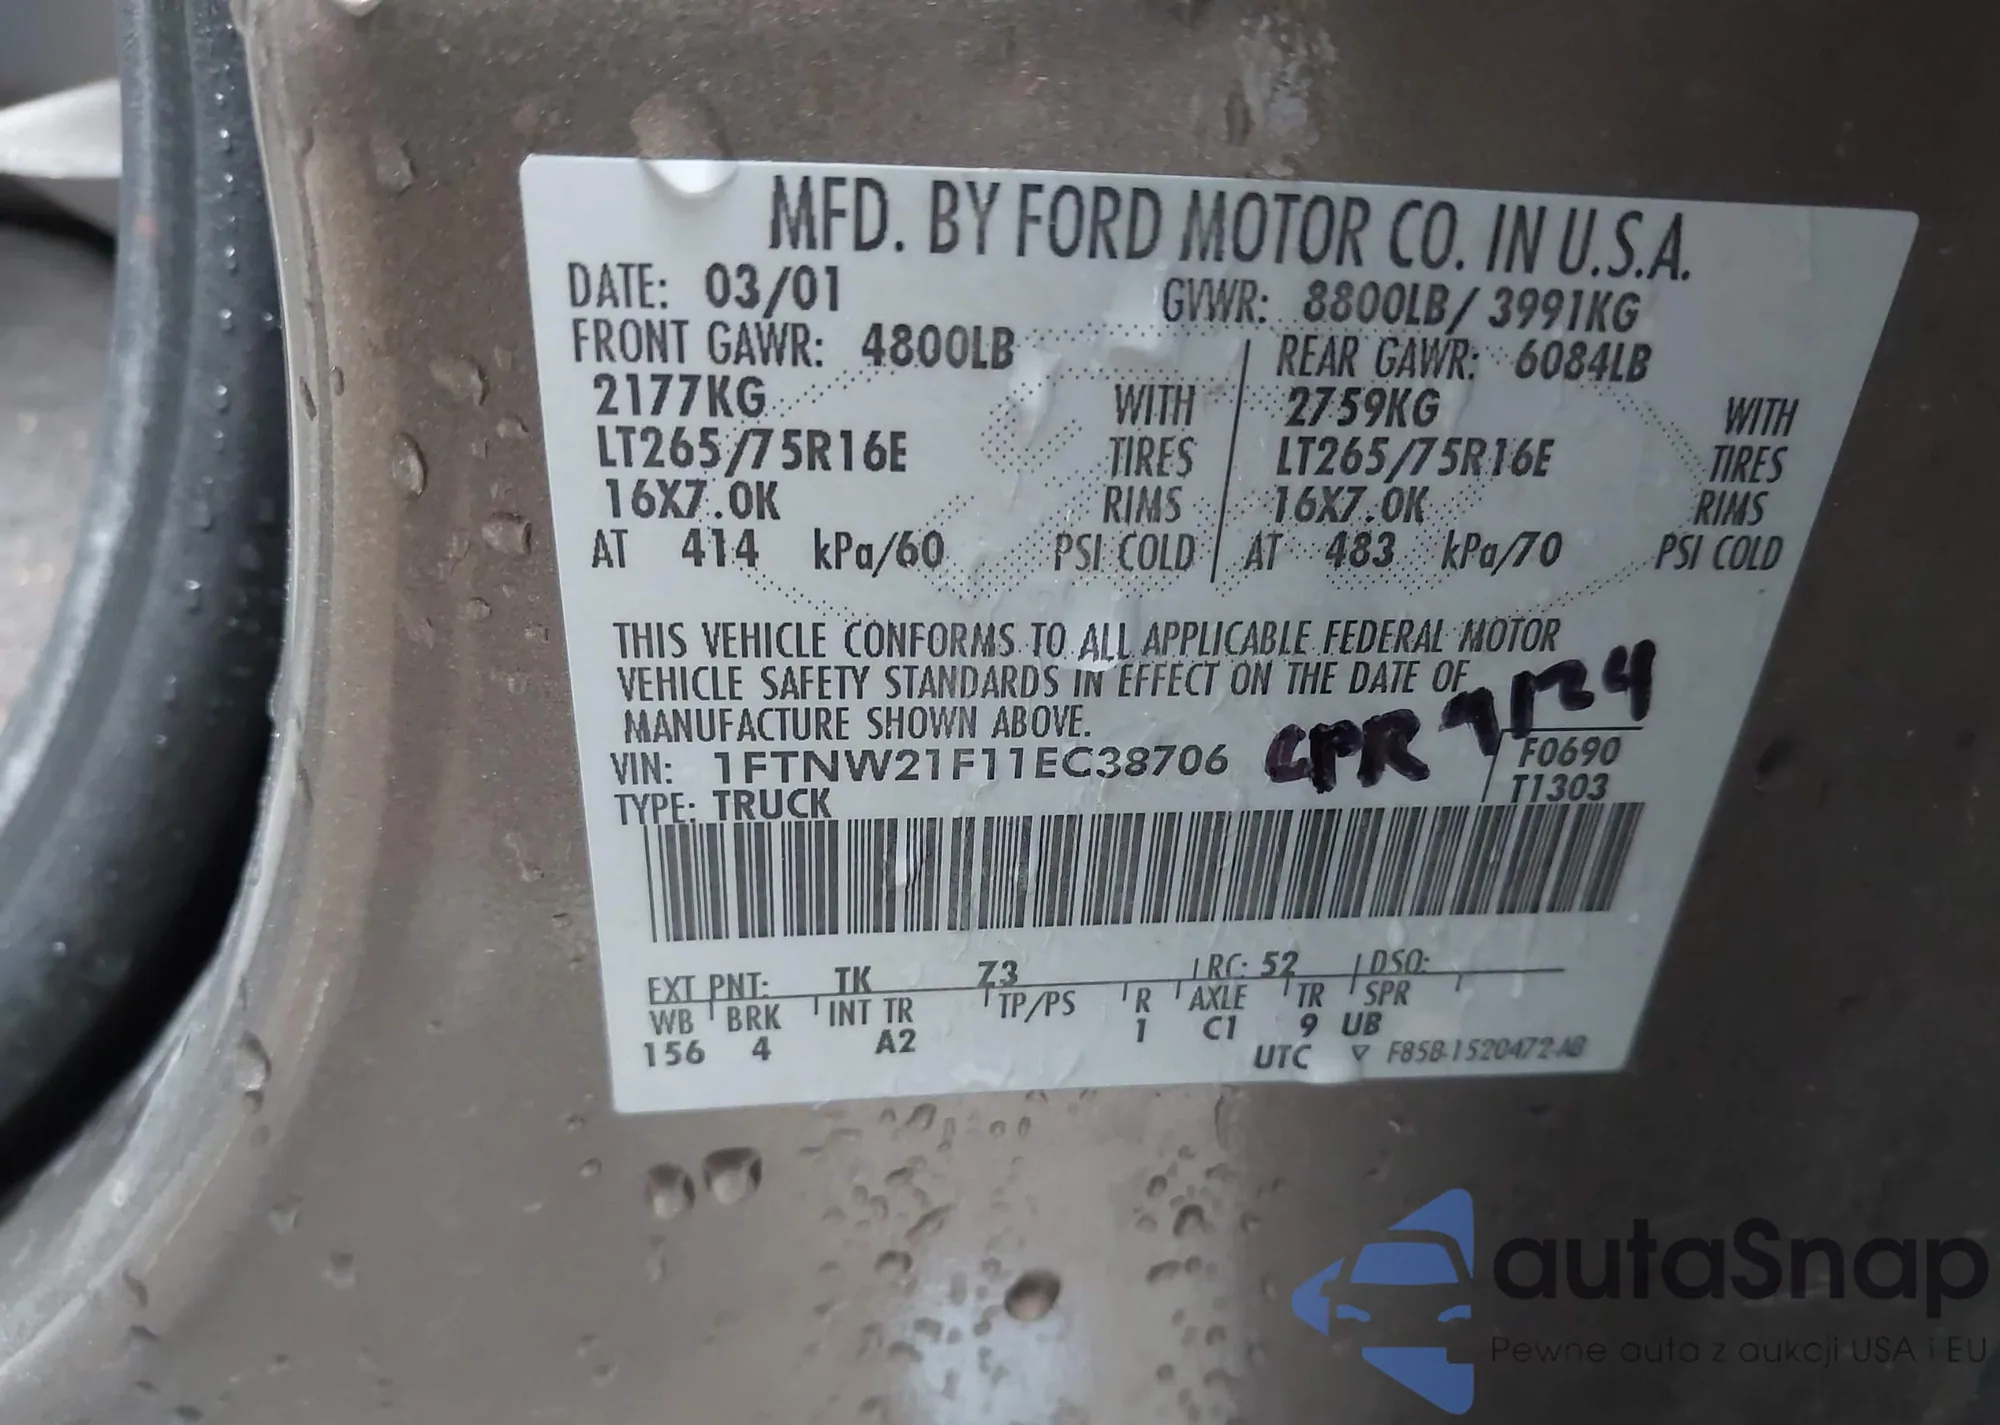 MFD. BY FORD MOTOR CO. IN U.S.A.
DATE: 03/01 GVWR: 8800LB/ 3991KG
FRONT GAWR: 4800LB REAR GAWR: 6084LB
2177KG WITH 2759KG WITH
LT265/75R16E TIRES LT265/75R16E TIRES
16X7.0K RIMS 16X7.0K RIMS
AT 414 kPa/60 PSI COLD AT 483 kPa/70 PSI COLD
THIS VEHICLE CONFORMS TO ALL APPLICABLE FEDERAL MOTOR
VEHICLE SAFETY STANDARDS IN EFFECT ON THE DATE OF
MANUFACTURE SHOWN ABOVE.
CPR
VIN: 1FTNW21F11EC38706 F0690
TYPE: TRUCK T1303
EXT PNT: TK Z3 RC: 52 DSO:
WB BRK INT TR TP/PS R AXLE TR SPR
156 4 A2 1 C1 9 UB
UTC ▽ F85B-1520472-AB
autaSnap
Pewne auta z aukcji USA i EU